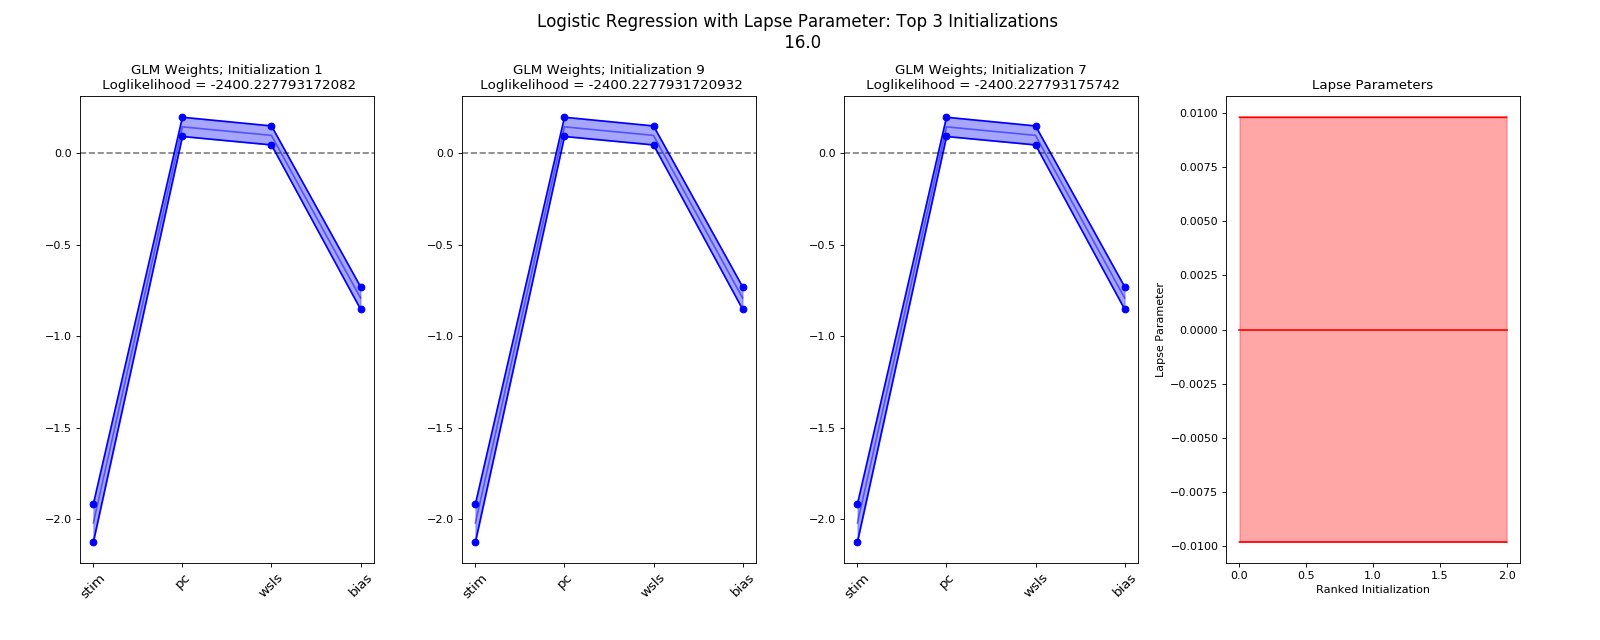 Logistic Regression with Lapse Parameter: Top 3 Initializations
16.0
GLM Weights; Initialization 1
Loglikelihood = -2400.227793172082
0.0
−0.5
−1.0
−1.5
−2.0
stim
pc
wsls
bias
GLM Weights; Initialization 9
Loglikelihood = -2400.2277931720932
0.0
−0.5
−1.0
−1.5
−2.0
stim
pc
wsls
bias
GLM Weights; Initialization 7
Loglikelihood = -2400.227793175742
0.0
−0.5
−1.0
−1.5
−2.0
stim
pc
wsls
bias
Lapse Parameters
Lapse Parameter
0.0100
0.0075
0.0050
0.0025
0.0000
−0.0025
−0.0050
−0.0075
−0.0100
0.0 0.5 1.0 1.5 2.0
Ranked Initialization